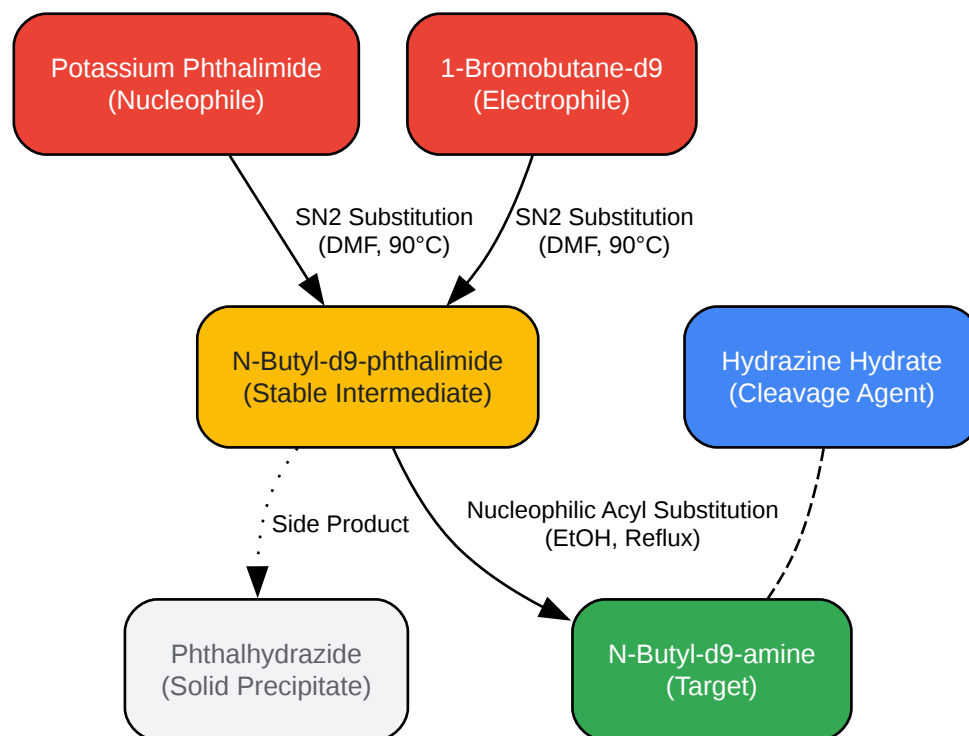 Potassium Phthalimide
(Nucleophile)
1-Bromobutane-d9
(Electrophile)
SN2 Substitution
(DMF, 90°C)
SN2 Substitution
(DMF, 90°C)
N-Butyl-d9-phthalimide
(Stable Intermediate)
Hydrazine Hydrate
(Cleavage Agent)
Side Product
Nucleophilic Acyl Substitution
(EtOH, Reflux)
Phthalhydrazide
(Solid Precipitate)
N-Butyl-d9-amine
(Target)